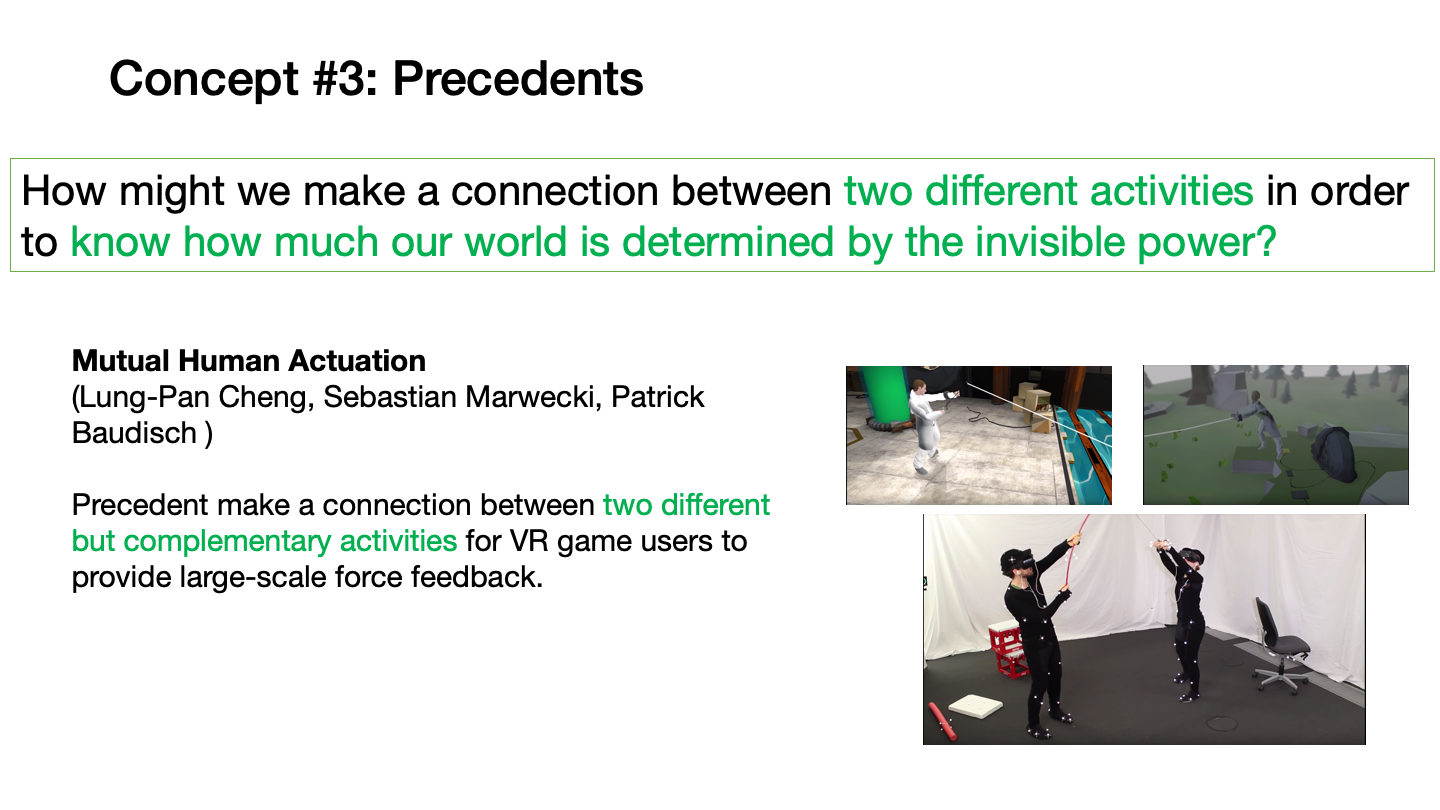 Concept #3: Precedents
How might we make a connection between two different activities in order
to know how much our world is determined by the invisible power?
Mutual Human Actuation
(Lung-Pan Cheng, Sebastian Marwecki, Patrick
Baudisch )
Precedent make a connection between two different
but complementary activities for VR game users to
provide large-scale force feedback.